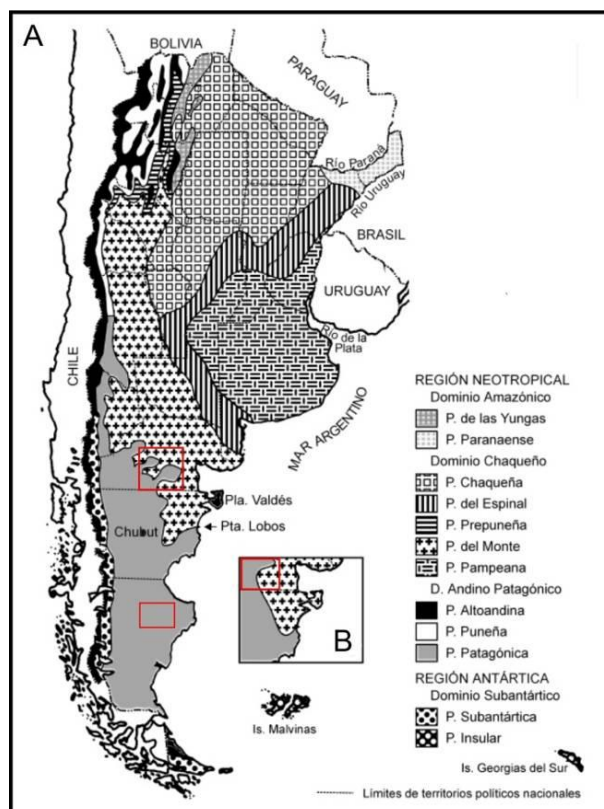 A
BOLIVIA
PARAGUAY
Río Paraná
Río Uruguay
BRASIL
URUGUAY
Río de la
Plata
CHILE
MAR ARGENTINO
Pla. Valdés
Pta. Lobos
Chubut
B
Is. Malvinas
REGIÓN NEOTROPICAL
Dominio Amazónico
P. de las Yungas
P. Paranaense
Dominio Chaqueño
P. Chaqueña
P. del Espinal
P. Prepuneña
P. del Monte
P. Pampeana
D. Andino Patagónico
P. Altoandina
P. Puneña
P. Patagónica
REGIÓN ANTÁRTICA
Dominio Subantártico
P. Subantártica
P. Insular
Is. Georgias del Sur
Límites de territorios políticos nacionales